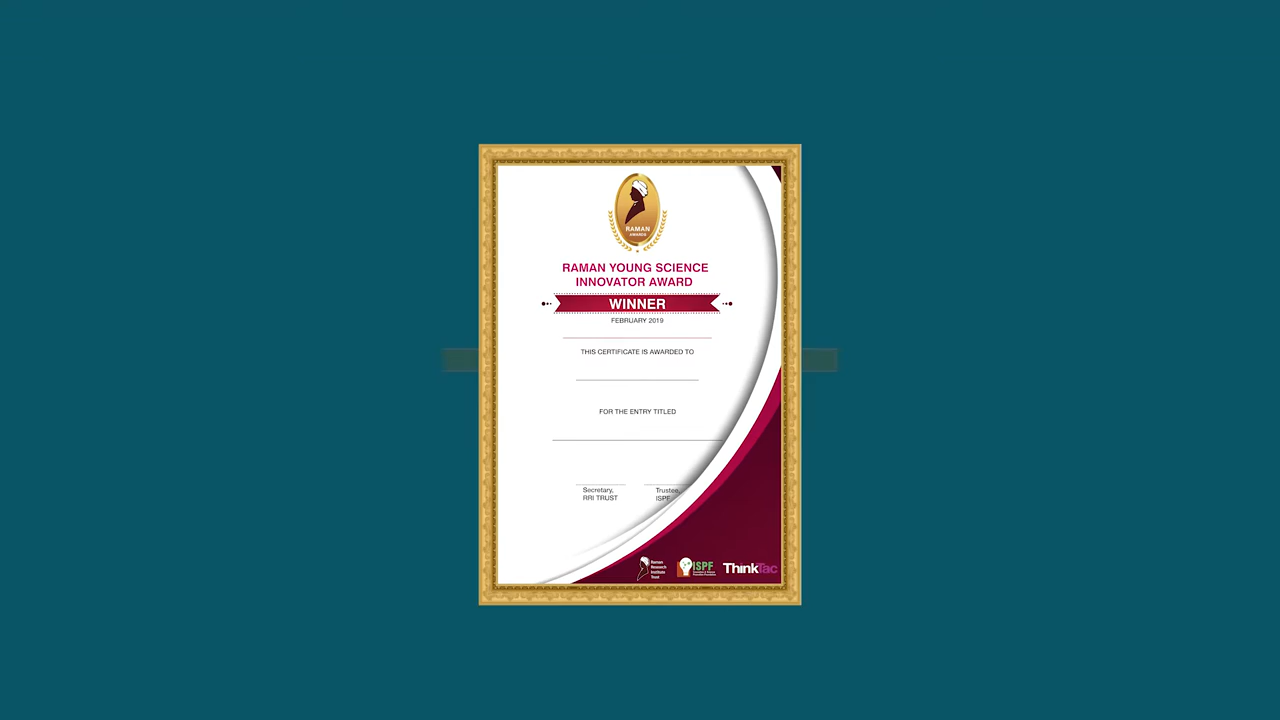 RAMAN
AWARDS
RAMAN YOUNG SCIENCE
INNOVATOR AWARD
WINNER
FEBRUARY 2019
THIS CERTIFICATE IS AWARDED TO
FOR THE ENTRY TITLED
Secretary,
RRI TRUST
Trustee,
ISPF
Raman
Research
Institute
Trust
ISPF
ThinkTac